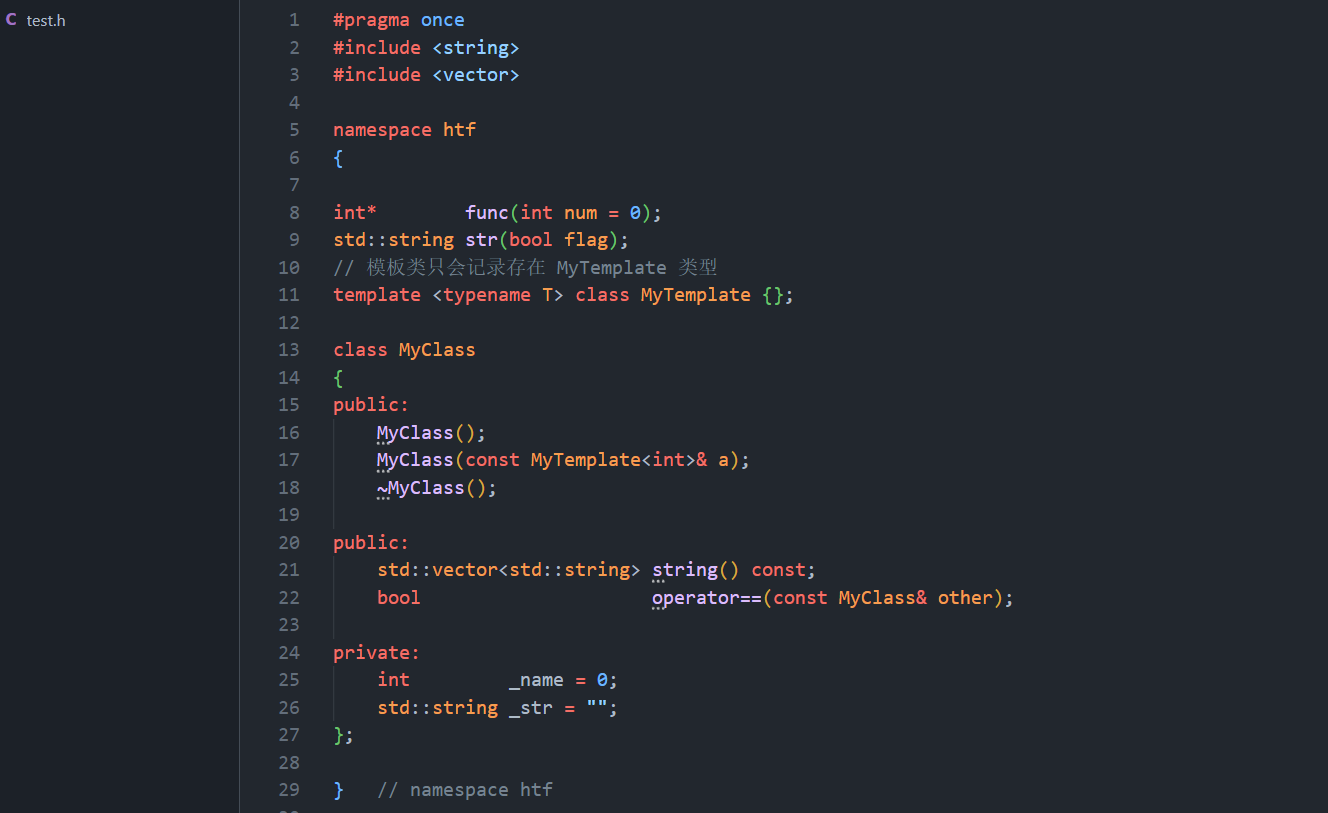 C test.h
1 #pragma once
2 #include <string>
3 #include <vector>
4
5 namespace htf
6 {
7
8 int*        func(int num = 0);
9 std::string str(bool flag);
10 // 模板类只会记录存在 MyTemplate 类型
11 template <typename T> class MyTemplate {};
12
13 class MyClass
14 {
15 public:
16     MyClass();
17     MyClass(const MyTemplate<int>& a);
18     ~MyClass();
19
20 public:
21     std::vector<std::string> string() const;
22     bool                     operator==(const MyClass& other);
23
24 private:
25     int         _name = 0;
26     std::string _str = "";
27 };
28
29 }   // namespace htf